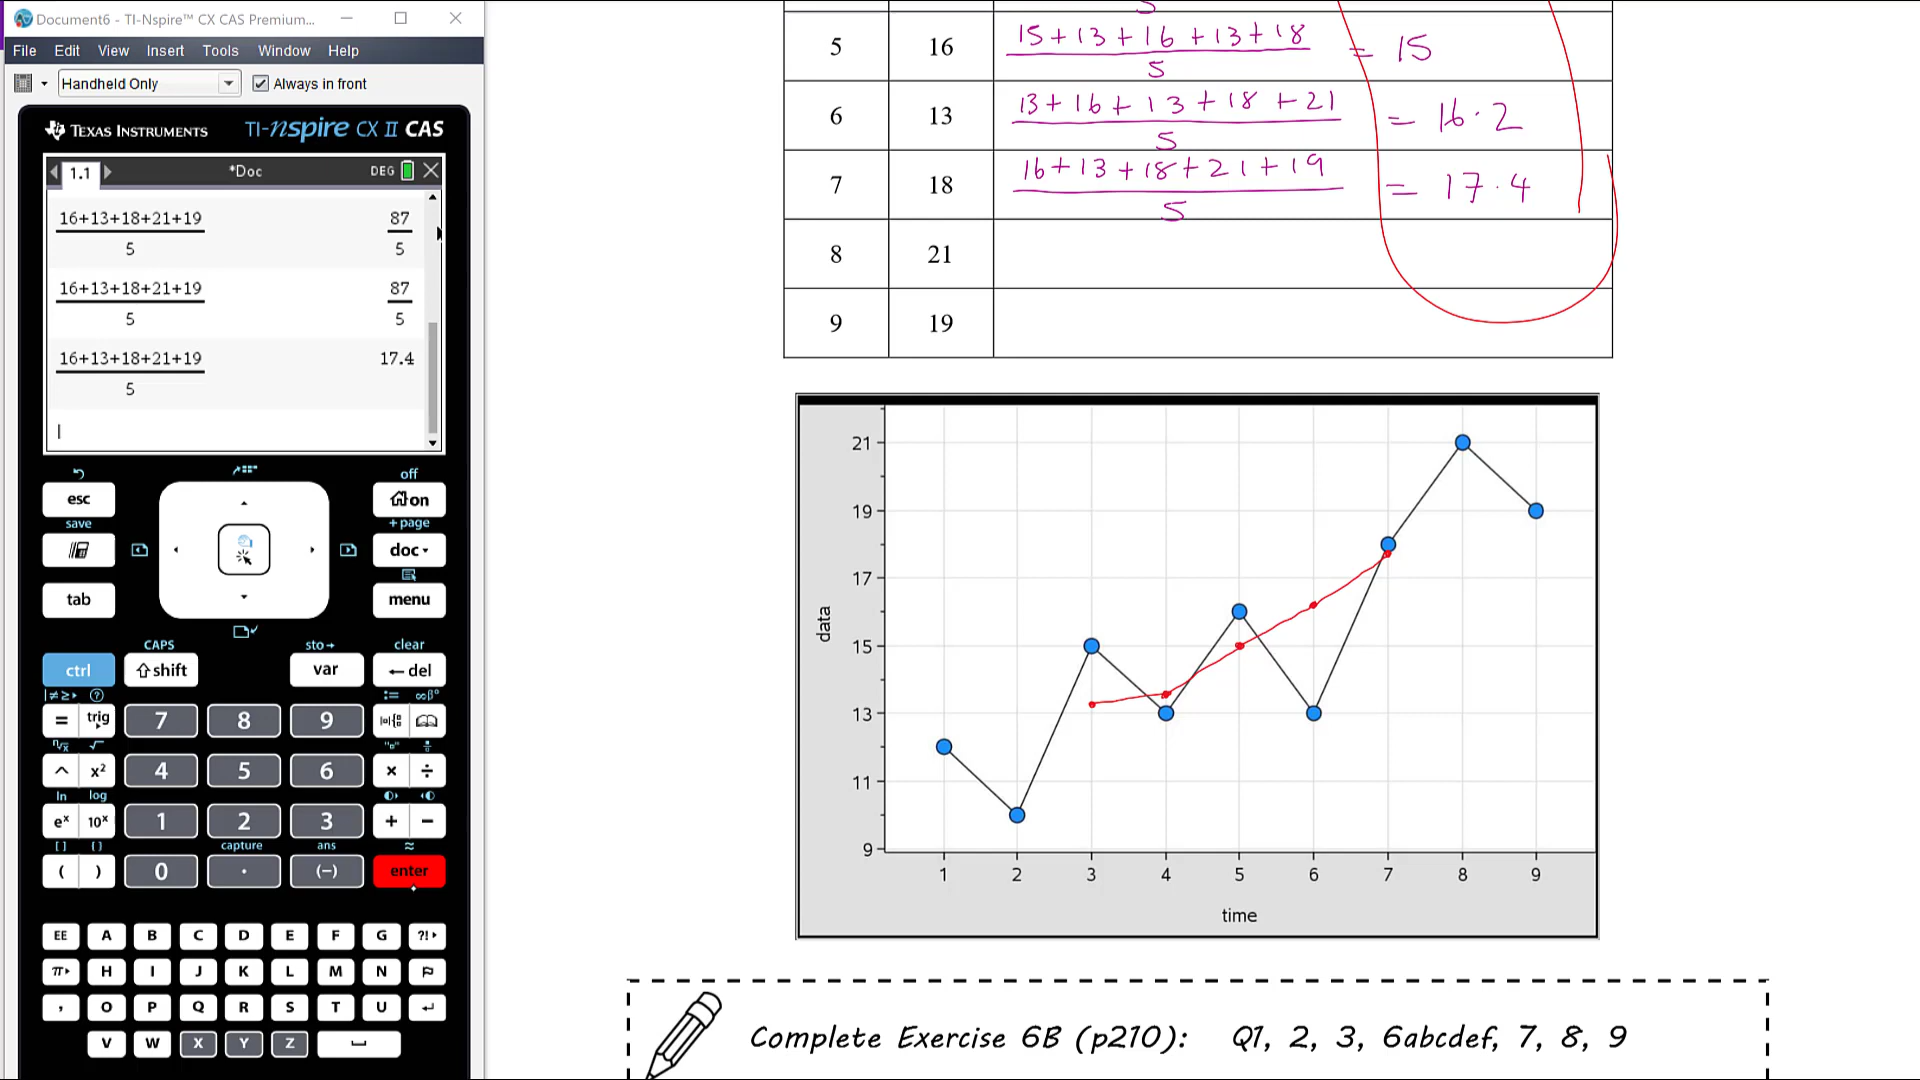 Document6 - TI-Nspire™ CX CAS Premium...
File Edit View Insert Tools Window Help
Handheld Only Always in front
TEXAS INSTRUMENTS TI-nspire CX II CAS
1.1 *Doc DEG
16+13+18+21+19
5
87
5
16+13+18+21+19
5
87
5
16+13+18+21+19
5
17.4
off
esc on
save + page
doc
tab menu
CAPS sto→ clear
ctrl shift var ← del
|≠≥▸ ? := ∞β°
= trig 7 8 9
ⁿ√x √ "□"
^ x² 4 5 6 × ÷
ln log
eˣ 10ˣ 1 2 3 + −
[ ] { } capture ans ≈
( ) 0 . (−) enter
EE A B C D E F G ?!▸
π▸ H I J K L M N
, O P Q R S T U
V W X Y Z
5
5 16 15+13+16+13+18 = 15
5
6 13 13+16+13+18+21 = 16.2
5
7 18 16+13+18+21+19 = 17.4
5
8 21
9 19
21
19
17
15
13
11
9
data
1 2 3 4 5 6 7 8 9
time
Complete Exercise 6B (p210): Q1, 2, 3, 6abcdef, 7, 8, 9